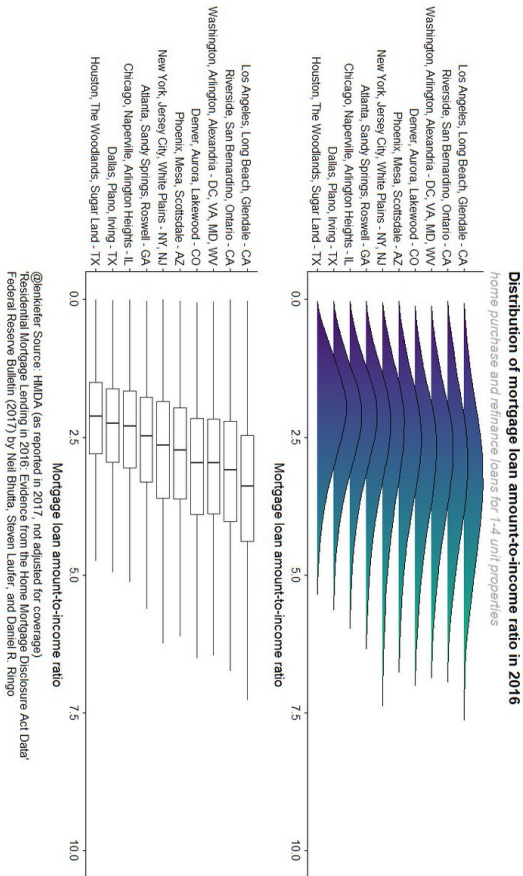 Distribution of mortgage loan amount-to-income ratio in 2016
home purchase and refinance loans for 1-4 unit properties
Los Angeles, Long Beach, Glendale - CA
Riverside, San Bernardino, Ontario - CA
Washington, Arlington, Alexandria - DC, VA, MD, WV
Denver, Aurora, Lakewood - CO
Phoenix, Mesa, Scottsdale - AZ
New York, Jersey City, White Plains - NY, NJ
Atlanta, Sandy Springs, Roswell - GA
Chicago, Naperville, Arlington Heights - IL
Dallas, Plano, Irving - TX
Houston, The Woodlands, Sugar Land - TX
0.0 2.5 5.0 7.5 10.0
Mortgage loan amount-to-income ratio
Los Angeles, Long Beach, Glendale - CA
Riverside, San Bernardino, Ontario - CA
Washington, Arlington, Alexandria - DC, VA, MD, WV
Denver, Aurora, Lakewood - CO
Phoenix, Mesa, Scottsdale - AZ
New York, Jersey City, White Plains - NY, NJ
Atlanta, Sandy Springs, Roswell - GA
Chicago, Naperville, Arlington Heights - IL
Dallas, Plano, Irving - TX
Houston, The Woodlands, Sugar Land - TX
0.0 2.5 5.0 7.5 10.0
Mortgage loan amount-to-income ratio
@lenkiefer Source: HMDA (as reported in 2017, not adjusted for coverage)
'Residential Mortgage Lending in 2016: Evidence from the Home Mortgage Disclosure Act Data'
Federal Reserve Bulletin (2017) by Neil Bhutta, Steven Laufer, and Daniel R. Ringo